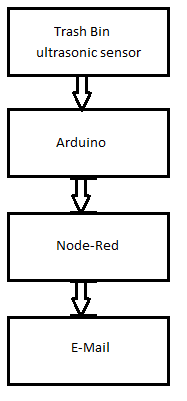 Trash Bin
ultrasonic sensor
Arduino
Node-Red
E-Mail